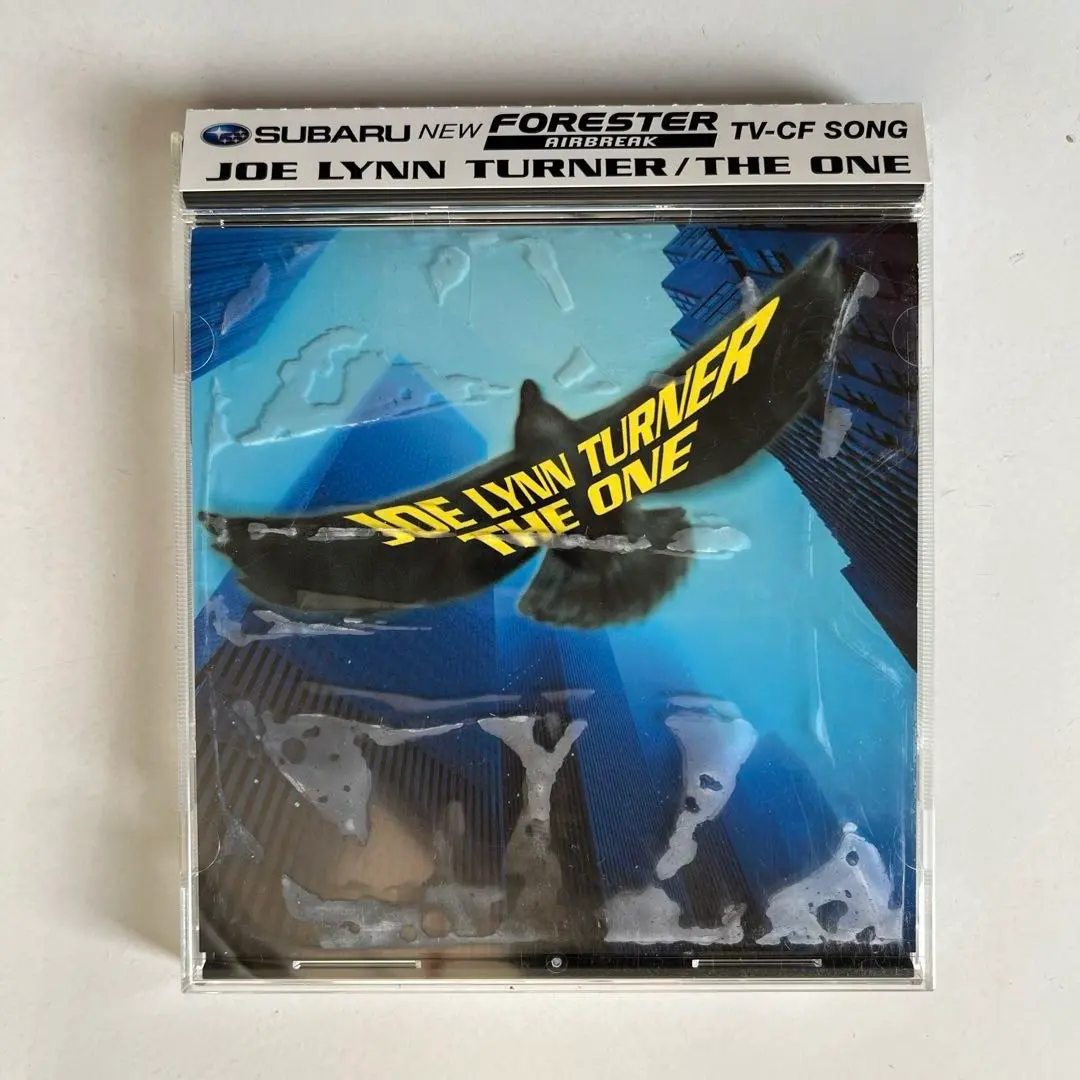 SUBARU NEW FORESTER AIRBREAK TV-CF SONG
JOE LYNN TURNER/THE ONE
JOE LYNN TURNER
THE ONE